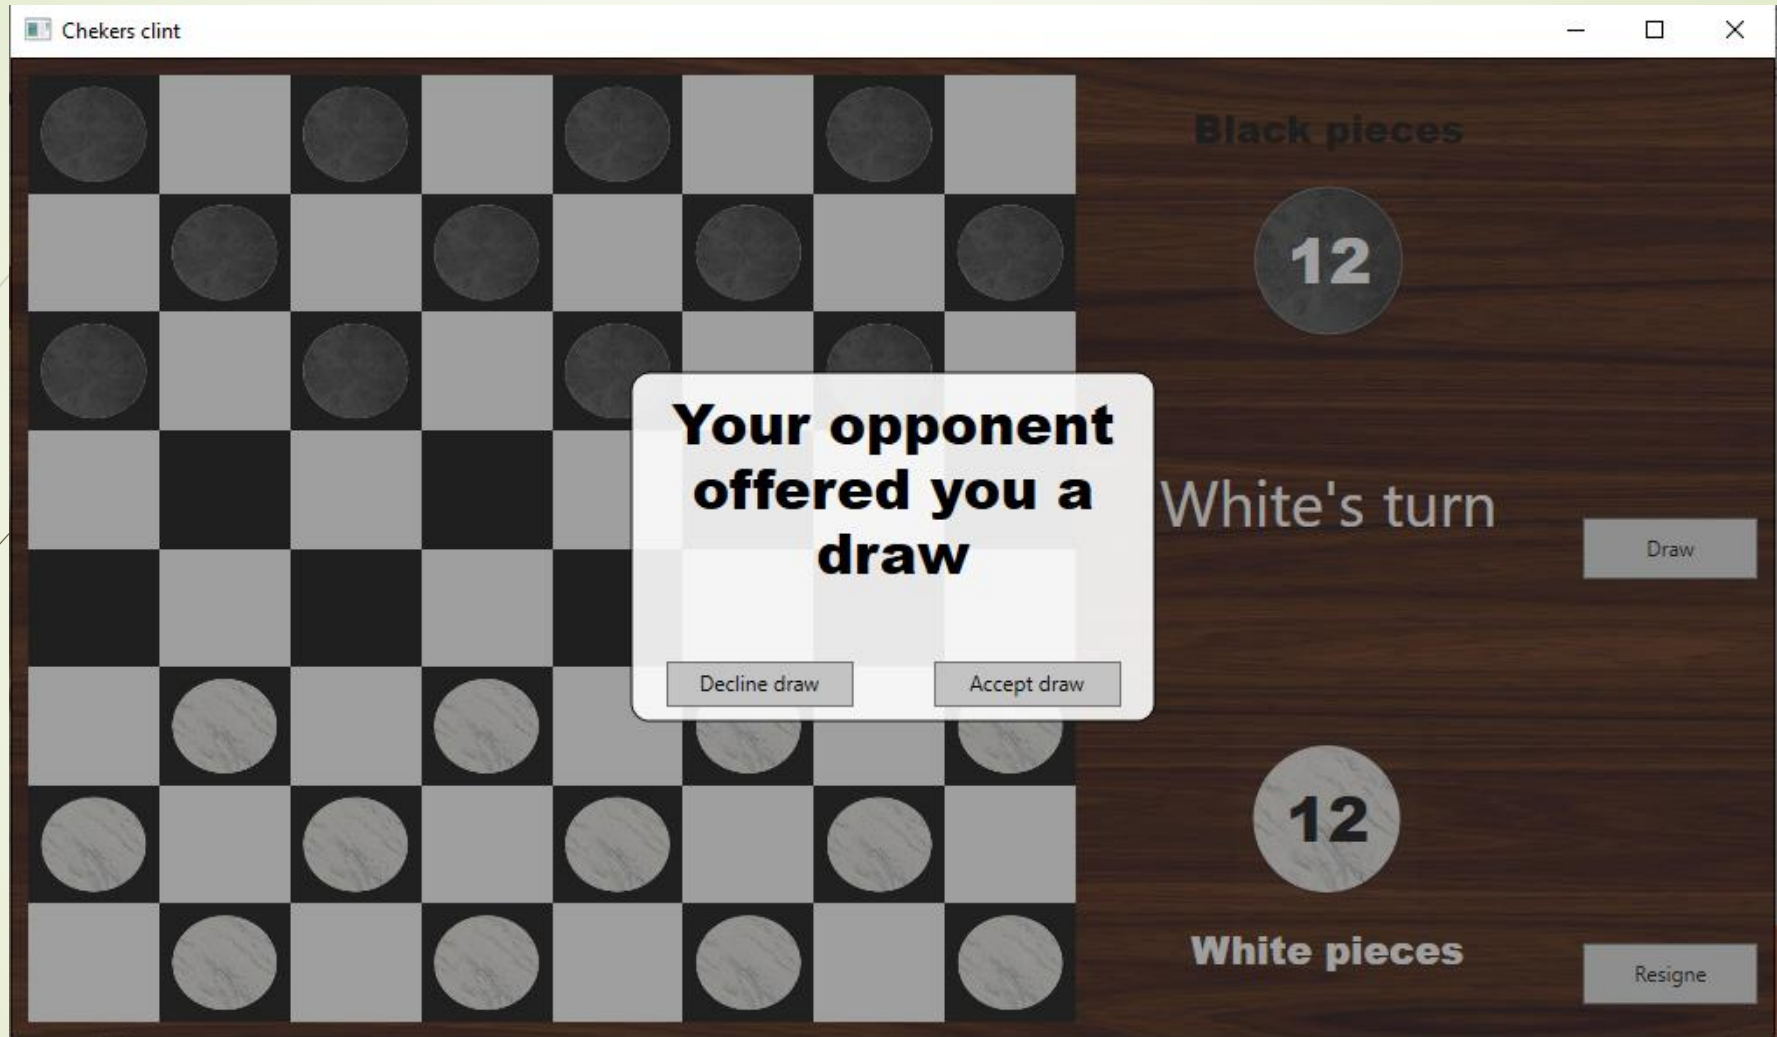 Chekers clint
Black pieces
12
Your opponent
offered you a
draw
Decline draw
Accept draw
White's turn
Draw
12
White pieces
Resigne